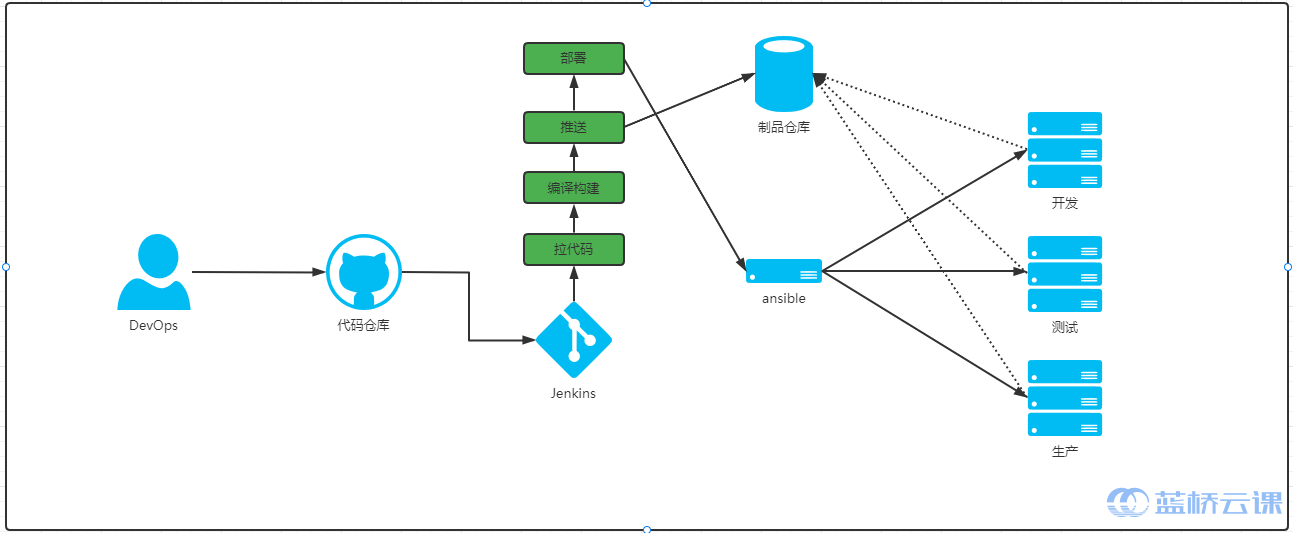 部署
推送
编译构建
拉代码
制品仓库
开发
DevOps
代码仓库
Jenkins
ansible
测试
生产
蓝桥云课